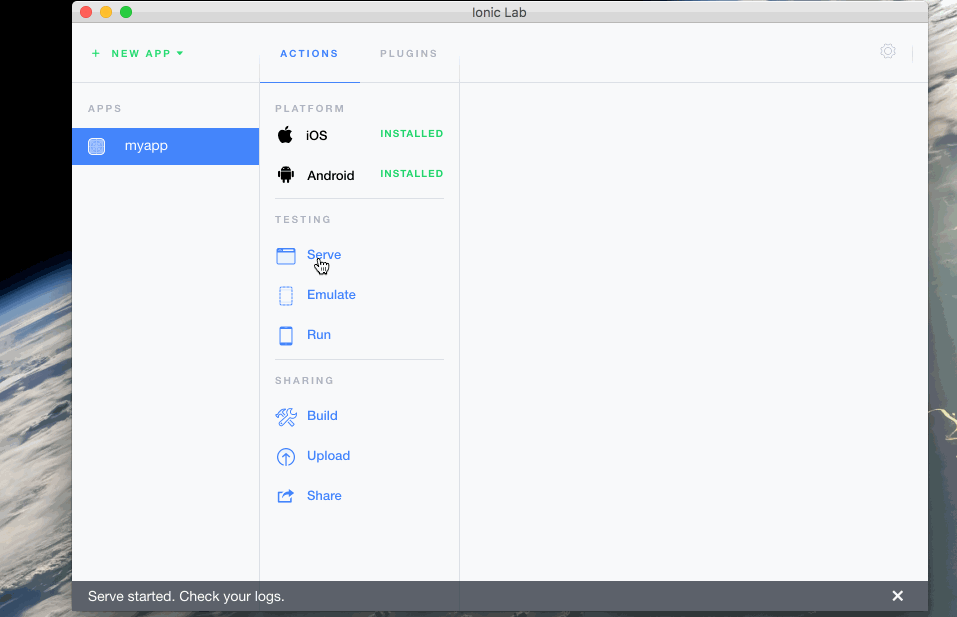 Ionic Lab
+ NEW APP
ACTIONS
PLUGINS
APPS
myapp
PLATFORM
iOS INSTALLED
Android INSTALLED
TESTING
Serve
Emulate
Run
SHARING
Build
Upload
Share
Serve started. Check your logs.